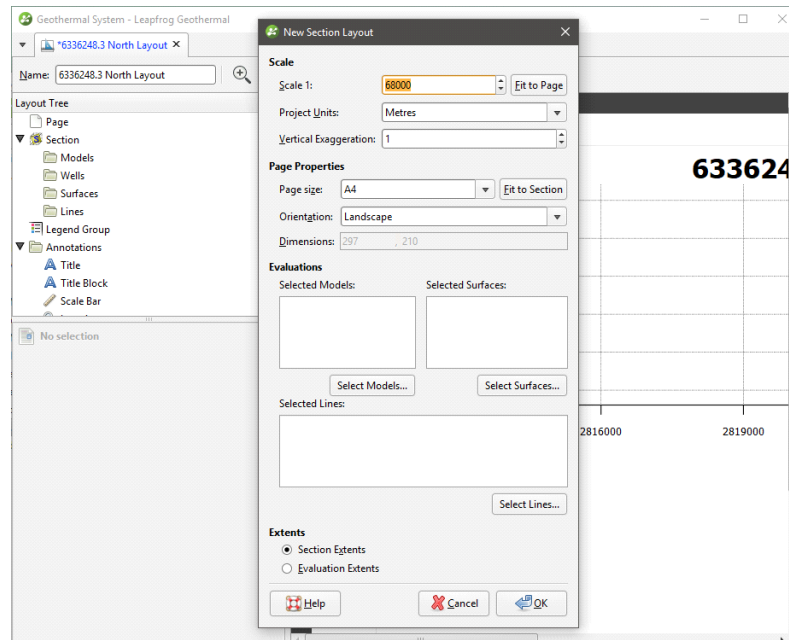 Geothermal System - Leapfrog Geothermal
*6336248.3 North Layout
Name: 6336248.3 North Layout
Layout Tree
Page
Section
Models
Wells
Surfaces
Lines
Legend Group
Annotations
Title
Title Block
Scale Bar
No selection
New Section Layout
Scale
Scale 1: 68000 Fit to Page
Project Units: Metres
Vertical Exaggeration: 1
Page Properties
Page size: A4 Fit to Section
Orientation: Landscape
Dimensions: 297 , 210
Evaluations
Selected Models: Selected Surfaces:
Select Models... Select Surfaces...
Selected Lines:
Select Lines...
Extents
Section Extents
Evaluation Extents
Help Cancel OK
633624
2816000 2819000